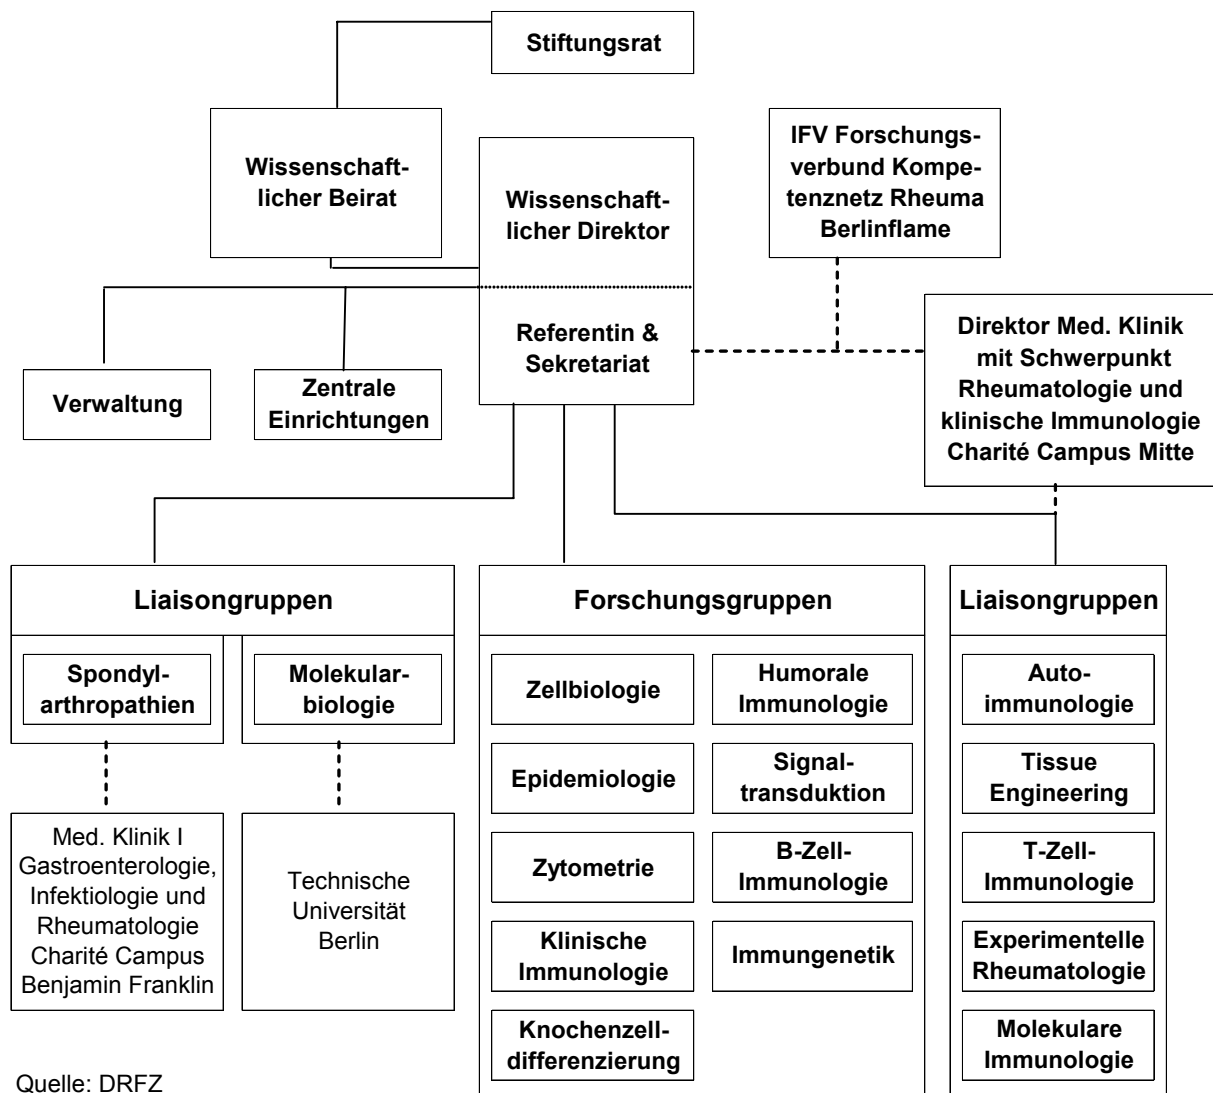 Stiftungsrat
Wissenschaft-
licher Beirat
Wissenschaft-
licher Direktor
IFV Forschungs-
verbund Kompe-
tenznetz Rheuma
Berlinflame
Referentin &
Sekretariat
Direktor Med. Klinik
mit Schwerpunkt
Rheumatologie und
klinische Immunologie
Charité Campus Mitte
Verwaltung
Zentrale
Einrichtungen
Liaisongruppen
Spondyl-
arthropathien
Molekular-
biologie
Med. Klinik I
Gastroenterologie,
Infektiologie und
Rheumatologie
Charité Campus
Benjamin Franklin
Technische
Universität
Berlin
Forschungsgruppen
Zellbiologie
Humorale
Immunologie
Epidemiologie
Signal-
transduktion
Zytometrie
B-Zell-
Immunologie
Klinische
Immunologie
Immungenetik
Knochenzell-
differenzierung
Liaisongruppen
Auto-
immunologie
Tissue
Engineering
T-Zell-
Immunologie
Experimentelle
Rheumatologie
Molekulare
Immunologie
Quelle: DRFZ